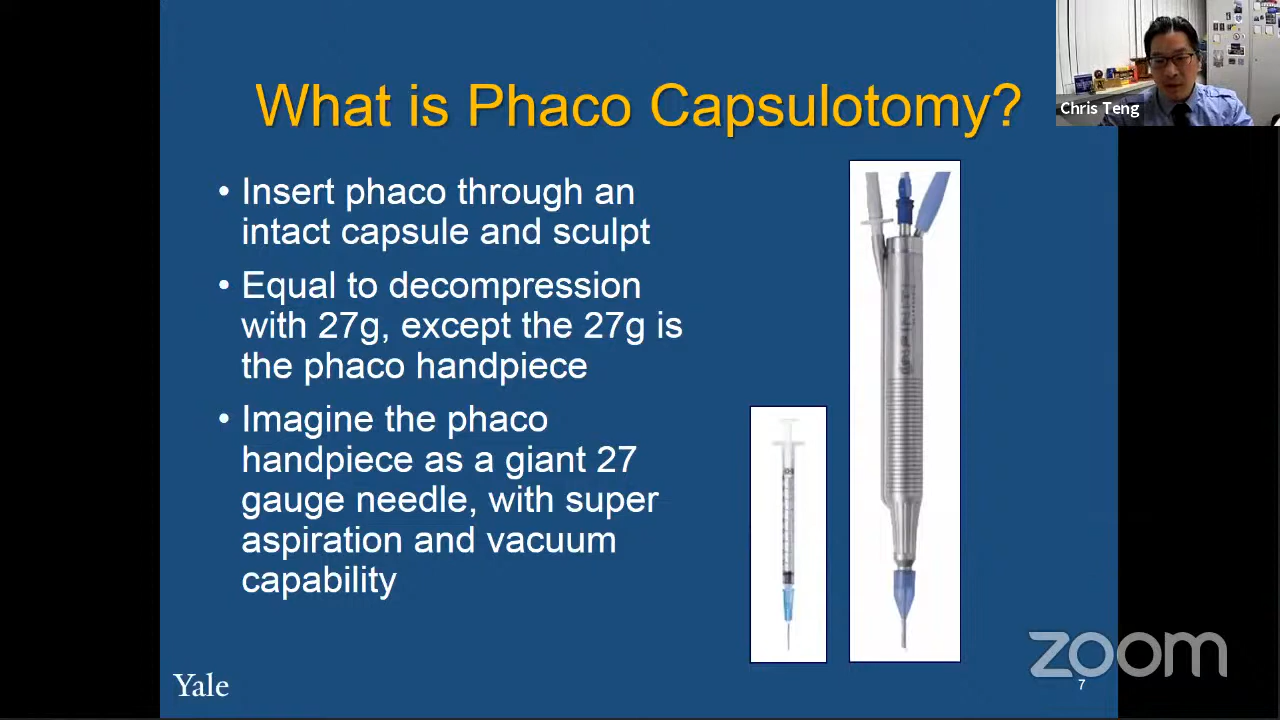 What is Phaco Capsulotomy?
Chris Teng
• Insert phaco through an
intact capsule and sculpt
• Equal to decompression
with 27g, except the 27g is
the phaco handpiece
• Imagine the phaco
handpiece as a giant 27
gauge needle, with super
aspiration and vacuum
capability
INFINITI
zoom
Yale
7